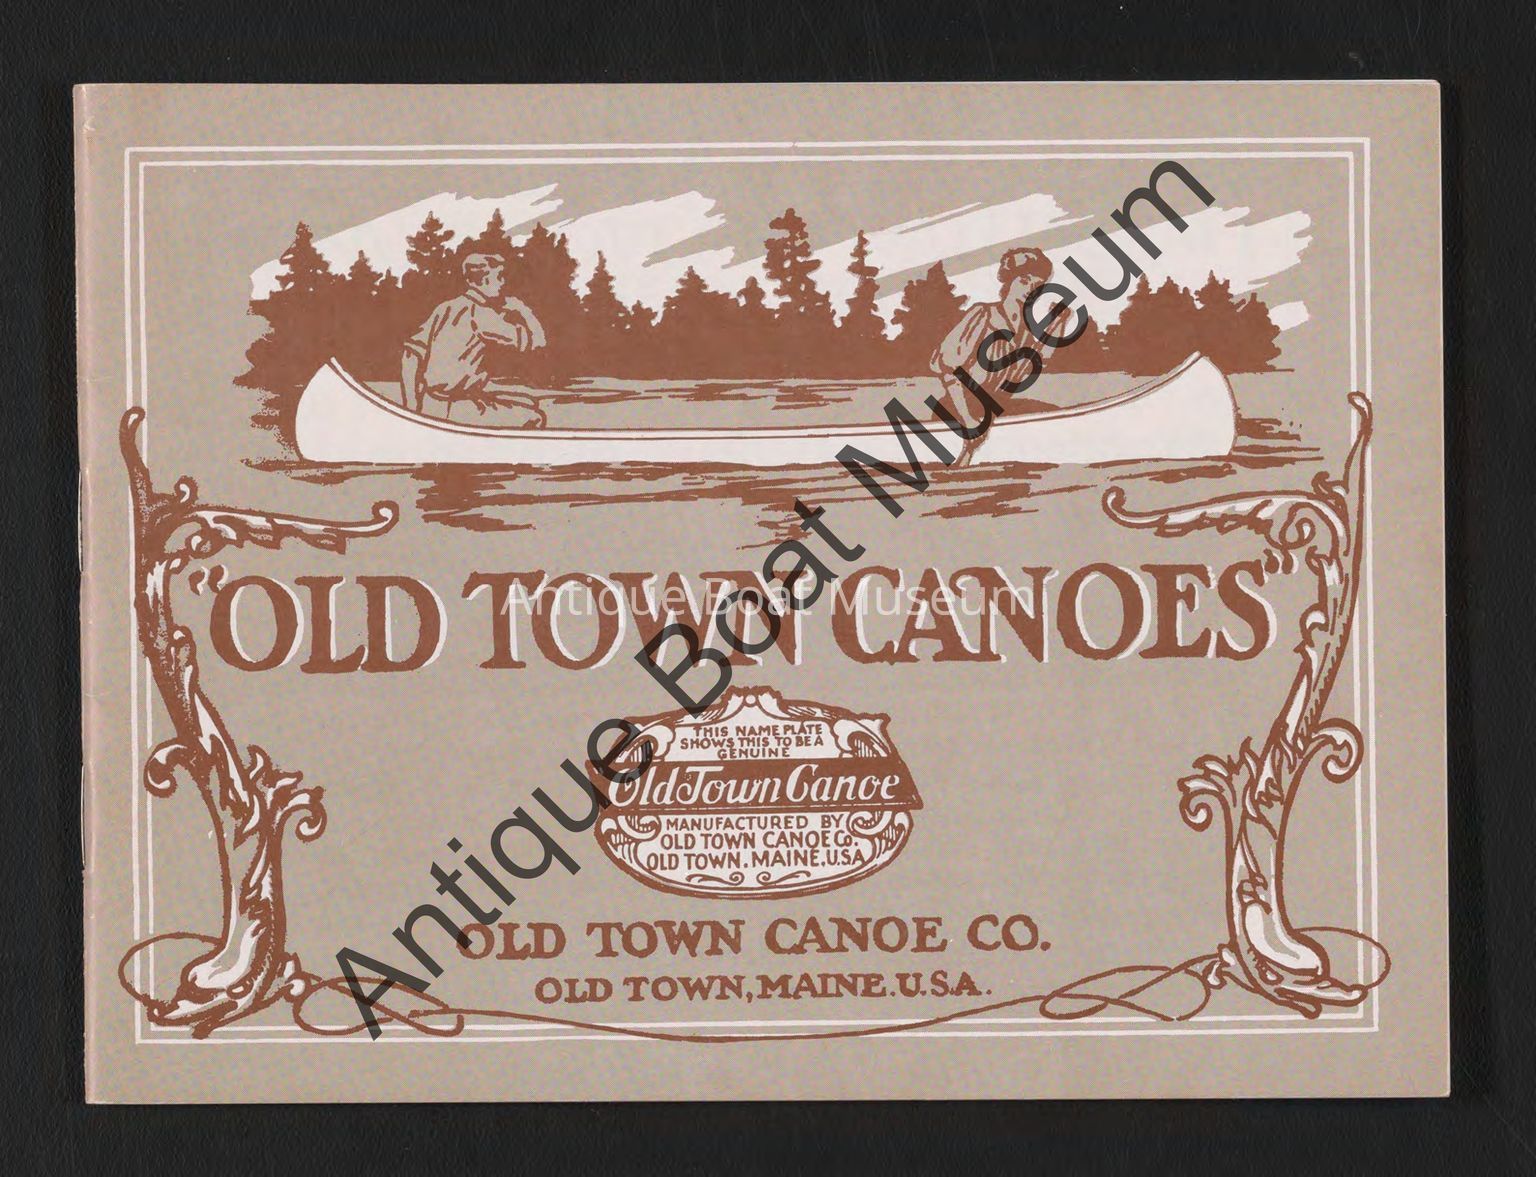 "OLD TOWN CANOES"
Antique Boat Museum
Antique Boat Museum
THIS NAME PLATE
SHOWS THIS TO BE A
GENUINE
Old Town Canoe
MANUFACTURED BY
OLD TOWN CANOE Co.
OLD TOWN. MAINE. U.S.A
OLD TOWN CANOE CO.
OLD TOWN, MAINE. U.S.A.